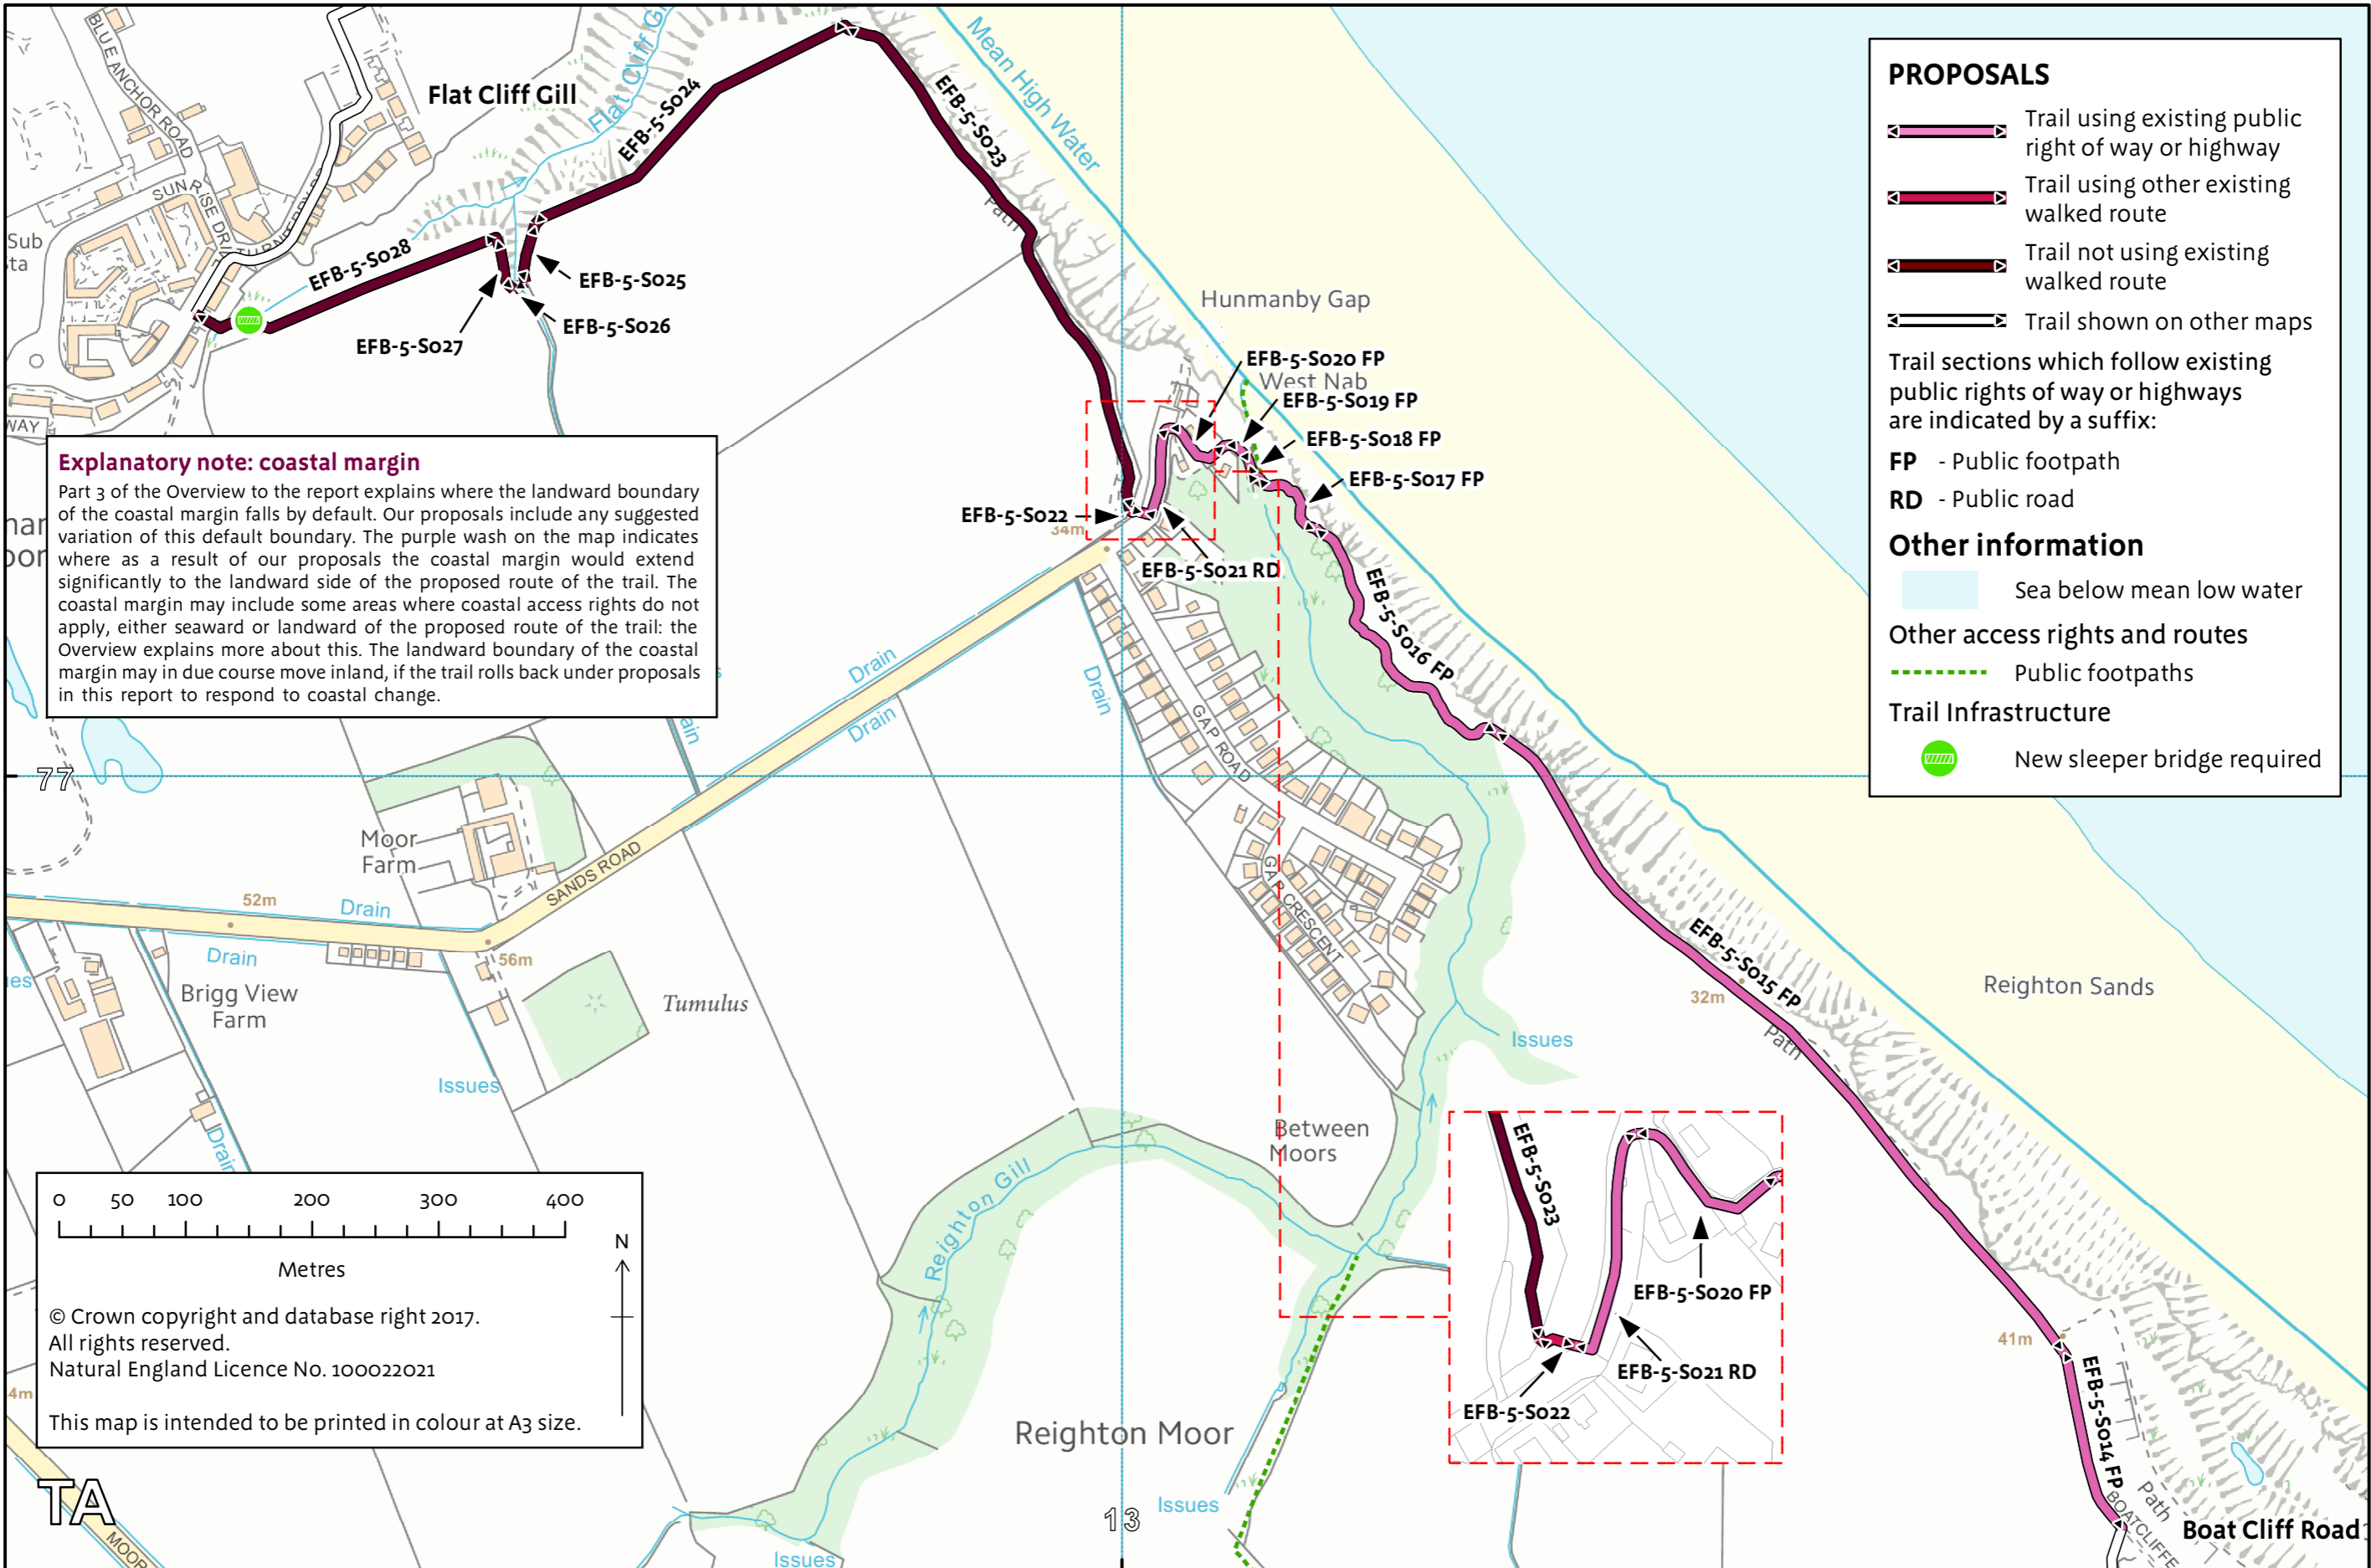 BLUE ANCHOR ROAD
Flat Cliff Gill
EFB-5-S024
EFB-5-S023
Mean High Water
SUNRISE DRI
TURNBERRY DR
Sub
sta
Path
EFB-5-S028
EFB-5-S025
EFB-5-S026
EFB-5-S027
WAY
Hunmanby Gap
EFB-5-S020 FP
West Nab
EFB-5-S019 FP
EFB-5-S018 FP
EFB-5-S017 FP
EFB-5-S022
34m
EFB-5-S021 RD
EFB-5-S016 FP
PROPOSALS
Trail using existing public
right of way or highway
Trail using other existing
walked route
Trail not using existing
walked route
Trail shown on other maps
Trail sections which follow existing
public rights of way or highways
are indicated by a suffix:
FP - Public footpath
RD - Public road
Other information
Sea below mean low water
Other access rights and routes
Public footpaths
Trail Infrastructure
New sleeper bridge required
Explanatory note: coastal margin
Part 3 of the Overview to the report explains where the landward boundary
of the coastal margin falls by default. Our proposals include any suggested
variation of this default boundary. The purple wash on the map indicates
where as a result of our proposals the coastal margin would extend
significantly to the landward side of the proposed route of the trail. The
coastal margin may include some areas where coastal access rights do not
apply, either seaward or landward of the proposed route of the trail: the
Overview explains more about this. The landward boundary of the coastal
margin may in due course move inland, if the trail rolls back under proposals
in this report to respond to coastal change.
Drain
Drain
Drain
ain
GAP ROAD
77
Moor
Farm
SANDS ROAD
GAP CRESCENT
52m
Drain
Drain
56m
Brigg View
Farm
Tumulus
Issues
Drain
EFB-5-S015 FP
32m
Path
Reighton Sands
Issues
Between
Moors
Reighton Gill
0 50 100 200 300 400
Metres
N
© Crown copyright and database right 2017.
All rights reserved.
Natural England Licence No. 100022021
This map is intended to be printed in colour at A3 size.
4m
TA
MOOR
Reighton Moor
13
Issues
Issues
EFB-5-S023
EFB-5-S020 FP
EFB-5-S021 RD
EFB-5-S022
41m
EFB-5-S014 FP
Path
BOATCLIFFE
Boat Cliff Road